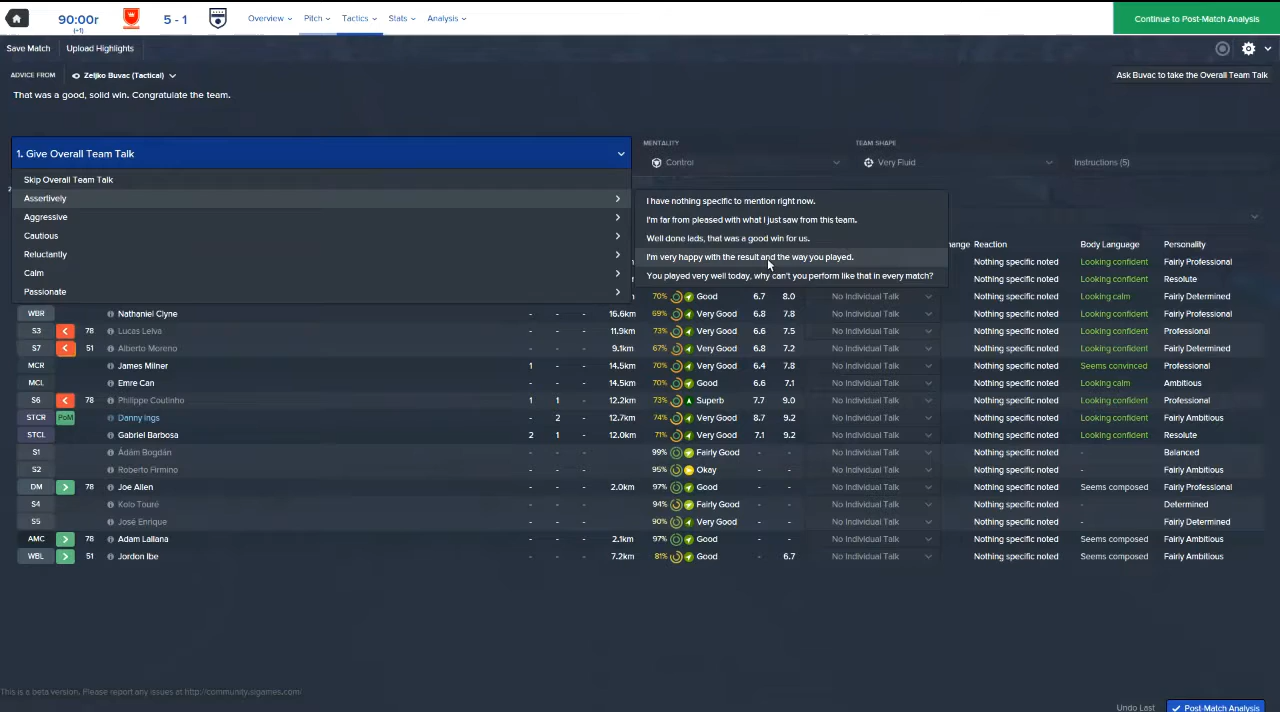 90:00r 5 - 1 Overview Pitch Tactics Stats Analysis Continue to Post-Match Analysis
(+1)
Save Match Upload Highlights
ADVICE FROM Zeljko Buvac (Tactical) Ask Buvac to take the Overall Team Talk
That was a good, solid win. Congratulate the team.
MENTALITY TEAM SHAPE
1. Give Overall Team Talk Control Very Fluid Instructions (5)
Skip Overall Team Talk
Assertively I have nothing specific to mention right now.
Aggressive I'm far from pleased with what I just saw from this team.
Cautious Well done lads, that was a good win for us.
Reluctantly I'm very happy with the result and the way you played.
Calm You played very well today, why can't you perform like that in every match?
Passionate
Reaction Body Language Personality
Nothing specific noted Looking confident Fairly Professional
Nothing specific noted Looking confident Resolute
70% Good 6.7 8.0 No Individual Talk Nothing specific noted Looking calm Fairly Determined
WBR Nathaniel Clyne - - - 16.6km 69% Very Good 6.8 7.8 No Individual Talk Nothing specific noted Looking confident Fairly Professional
S3 78 Lucas Leiva - - - 11.9km 73% Very Good 6.6 7.5 No Individual Talk Nothing specific noted Looking confident Professional
S7 51 Alberto Moreno - - - 9.1km 67% Very Good 6.8 7.2 No Individual Talk Nothing specific noted Looking confident Fairly Determined
MCR James Milner 1 - - 14.5km 70% Very Good 6.4 7.8 No Individual Talk Nothing specific noted Seems convinced Professional
MCL Emre Can - - - 14.5km 70% Good 6.6 7.1 No Individual Talk Nothing specific noted Looking calm Ambitious
S6 78 Philippe Coutinho 1 1 - 12.2km 73% Superb 7.7 9.0 No Individual Talk Nothing specific noted Looking confident Professional
STCR PoM Danny Ings - 2 - 12.7km 74% Very Good 8.7 9.2 No Individual Talk Nothing specific noted Looking confident Fairly Ambitious
STCL Gabriel Barbosa 2 1 - 12.0km 71% Very Good 7.1 9.2 No Individual Talk Nothing specific noted Looking confident Resolute
S1 Ádám Bogdán - - - 99% Fairly Good - - No Individual Talk Nothing specific noted - Balanced
S2 Roberto Firmino - - - 95% Okay - - No Individual Talk Nothing specific noted - Fairly Ambitious
DM 78 Joe Allen - - - 2.0km 97% Good - - No Individual Talk Nothing specific noted Seems composed Fairly Professional
S4 Kolo Touré - - - 94% Fairly Good - - No Individual Talk Nothing specific noted - Determined
S5 José Enrique - - - 90% Very Good - - No Individual Talk Nothing specific noted - Fairly Determined
AMC 78 Adam Lallana - - - 2.1km 97% Good - - No Individual Talk Nothing specific noted Seems composed Fairly Ambitious
WBL 51 Jordon Ibe - - - 7.2km 81% Good - 6.7 No Individual Talk Nothing specific noted Seems composed Fairly Ambitious
This is a beta version. Please report any issues at http://community.sigames.com/
Undo Last Post-Match Analysis